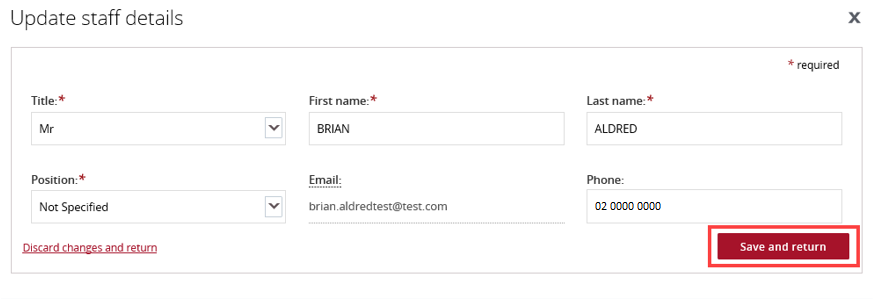 Update staff details
* required
Title:* First name:* Last name:*
Mr BRIAN ALDRED
Position:* Email: Phone:
Not Specified brian.aldredtest@test.com 02 0000 0000
Discard changes and return Save and return